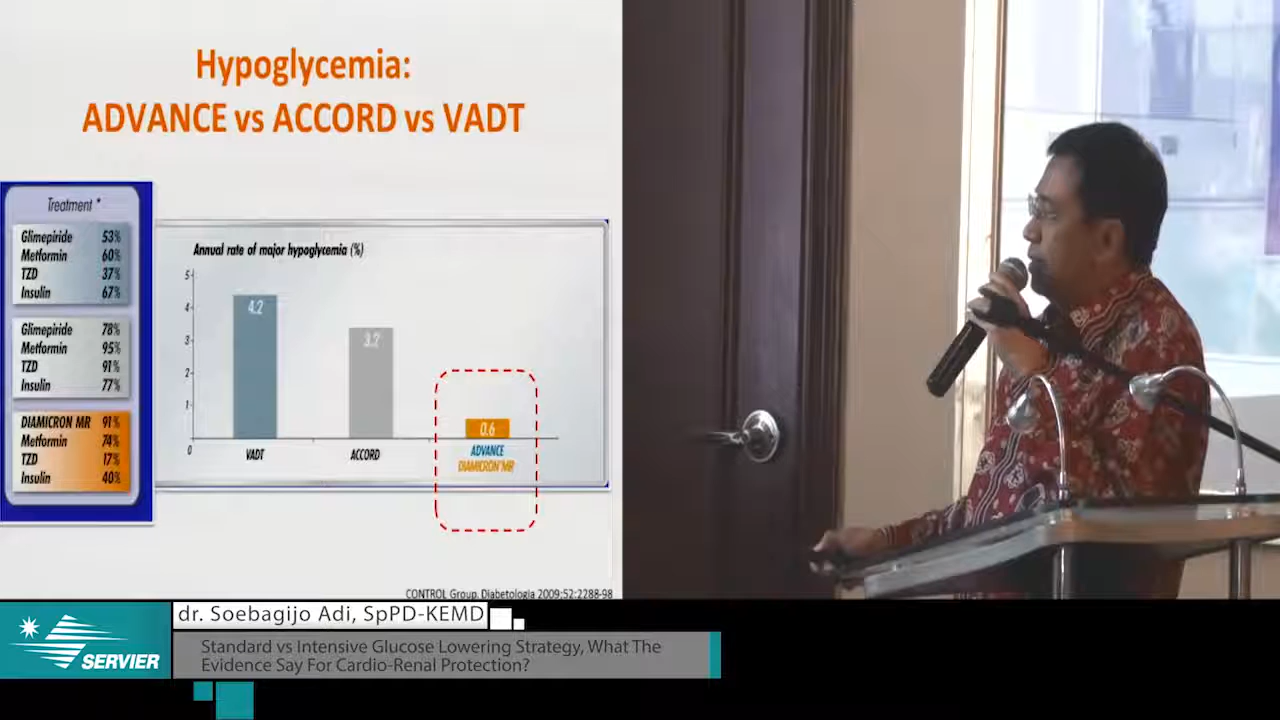 Hypoglycemia:
ADVANCE vs ACCORD vs VADT
Treatment *
Glimepiride 53%
Metformin 60%
TZD 37%
Insulin 67%
Glimepiride 78%
Metformin 95%
TZD 91%
Insulin 77%
DIAMICRON MR 91%
Metformin 74%
TZD 17%
Insulin 40%
Annual rate of major hypoglycemia (%)
5
4
3
2
1
0
4.2
3.2
0.6
VADT
ACCORD
ADVANCE
DIAMICRON MR
CONTROL Group. Diabetologia 2009;52:2288-98
SERVIER
dr. Soebagijo Adi, SpPD-KEMD
Standard vs Intensive Glucose Lowering Strategy, What The
Evidence Say For Cardio-Renal Protection?